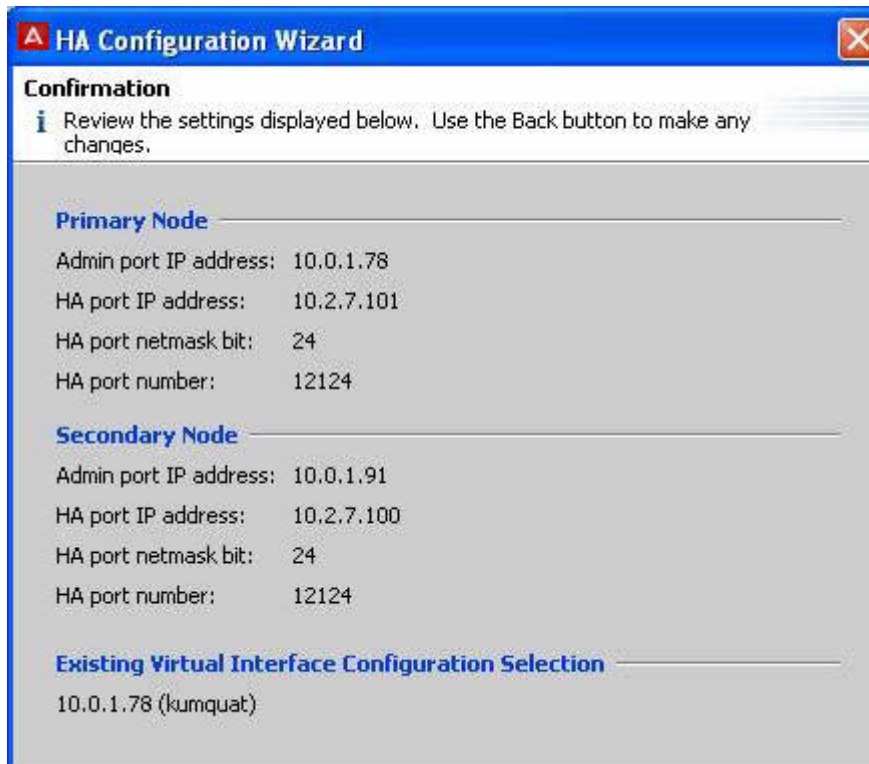 HA Configuration Wizard
Confirmation
i Review the settings displayed below. Use the Back button to make any
changes.
Primary Node
Admin port IP address: 10.0.1.78
HA port IP address: 10.2.7.101
HA port netmask bit: 24
HA port number: 12124
Secondary Node
Admin port IP address: 10.0.1.91
HA port IP address: 10.2.7.100
HA port netmask bit: 24
HA port number: 12124
Existing Virtual Interface Configuration Selection
10.0.1.78 (kumquat)